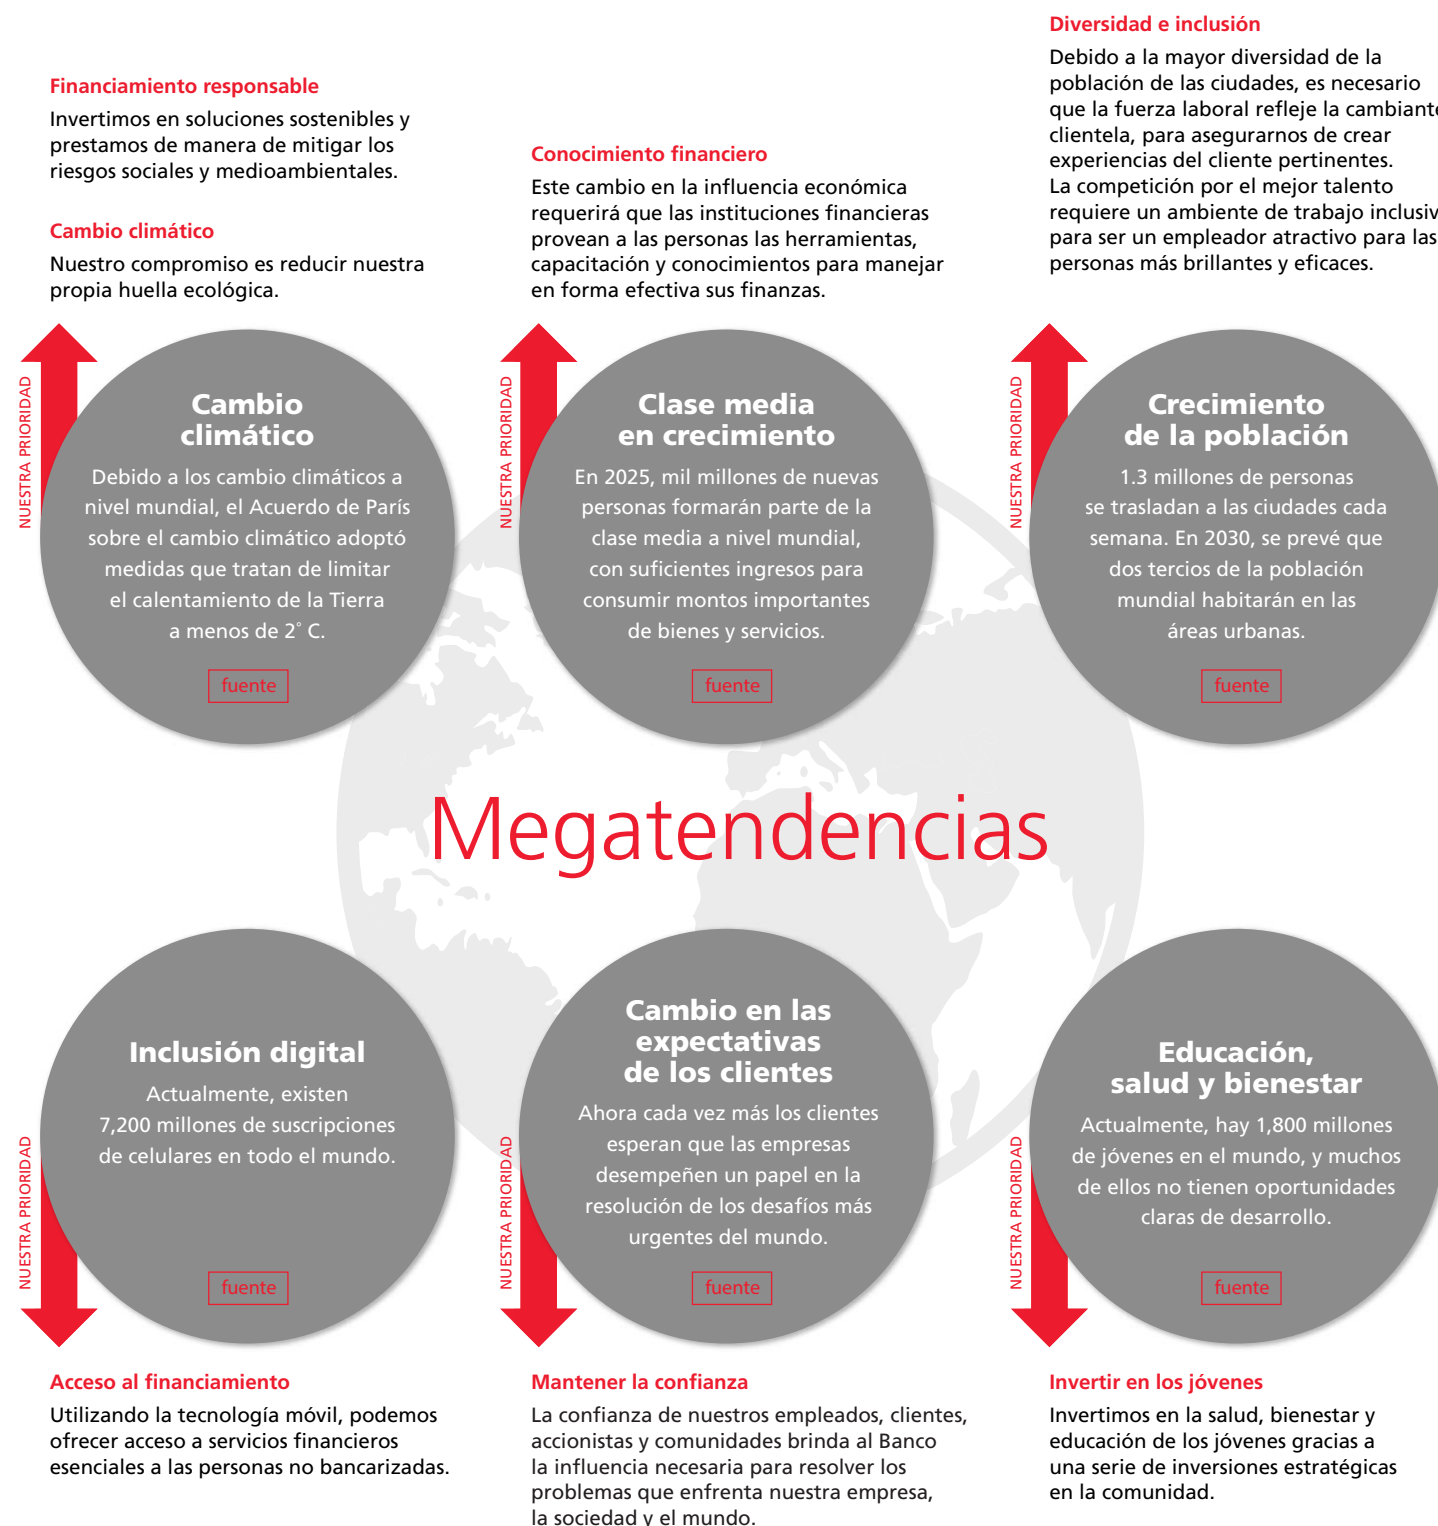 Financiamiento responsable
Invertimos en soluciones sostenibles y
prestamos de manera de mitigar los
riesgos sociales y medioambientales.
Cambio climático
Nuestro compromiso es reducir nuestra
propia huella ecológica.
Conocimiento financiero
Este cambio en la influencia económica
requerirá que las instituciones financieras
provean a las personas las herramientas,
capacitación y conocimientos para manejar
en forma efectiva sus finanzas.
Diversidad e inclusión
Debido a la mayor diversidad de la
población de las ciudades, es necesario
que la fuerza laboral refleje la cambiante
clientela, para asegurarnos de crear
experiencias del cliente pertinentes.
La competición por el mejor talento
requiere un ambiente de trabajo inclusiv
para ser un empleador atractivo para las
personas más brillantes y eficaces.
NUESTRA PRIORIDAD
Cambio
climático
Debido a los cambio climáticos a
nivel mundial, el Acuerdo de París
sobre el cambio climático adoptó
medidas que tratan de limitar
el calentamiento de la Tierra
a menos de 2° C.
fuente
NUESTRA PRIORIDAD
Clase media
en crecimiento
En 2025, mil millones de nuevas
personas formarán parte de la
clase media a nivel mundial,
con suficientes ingresos para
consumir montos importantes
de bienes y servicios.
fuente
NUESTRA PRIORIDAD
Crecimiento
de la población
1.3 millones de personas
se trasladan a las ciudades cada
semana. En 2030, se prevé que
dos tercios de la población
mundial habitarán en las
áreas urbanas.
fuente
Megatendencias
NUESTRA PRIORIDAD
Inclusión digital
Actualmente, existen
7,200 millones de suscripciones
de celulares en todo el mundo.
fuente
NUESTRA PRIORIDAD
Cambio en las
expectativas
de los clientes
Ahora cada vez más los clientes
esperan que las empresas
desempeñen un papel en la
resolución de los desafíos más
urgentes del mundo.
fuente
NUESTRA PRIORIDAD
Educación,
salud y bienestar
Actualmente, hay 1,800 millones
de jóvenes en el mundo, y muchos
de ellos no tienen oportunidades
claras de desarrollo.
fuente
Acceso al financiamiento
Utilizando la tecnología móvil, podemos
ofrecer acceso a servicios financieros
esenciales a las personas no bancarizadas.
Mantener la confianza
La confianza de nuestros empleados, clientes,
accionistas y comunidades brinda al Banco
la influencia necesaria para resolver los
problemas que enfrenta nuestra empresa,
la sociedad y el mundo.
Invertir en los jóvenes
Invertimos en la salud, bienestar y
educación de los jóvenes gracias a
una serie de inversiones estratégicas
en la comunidad.